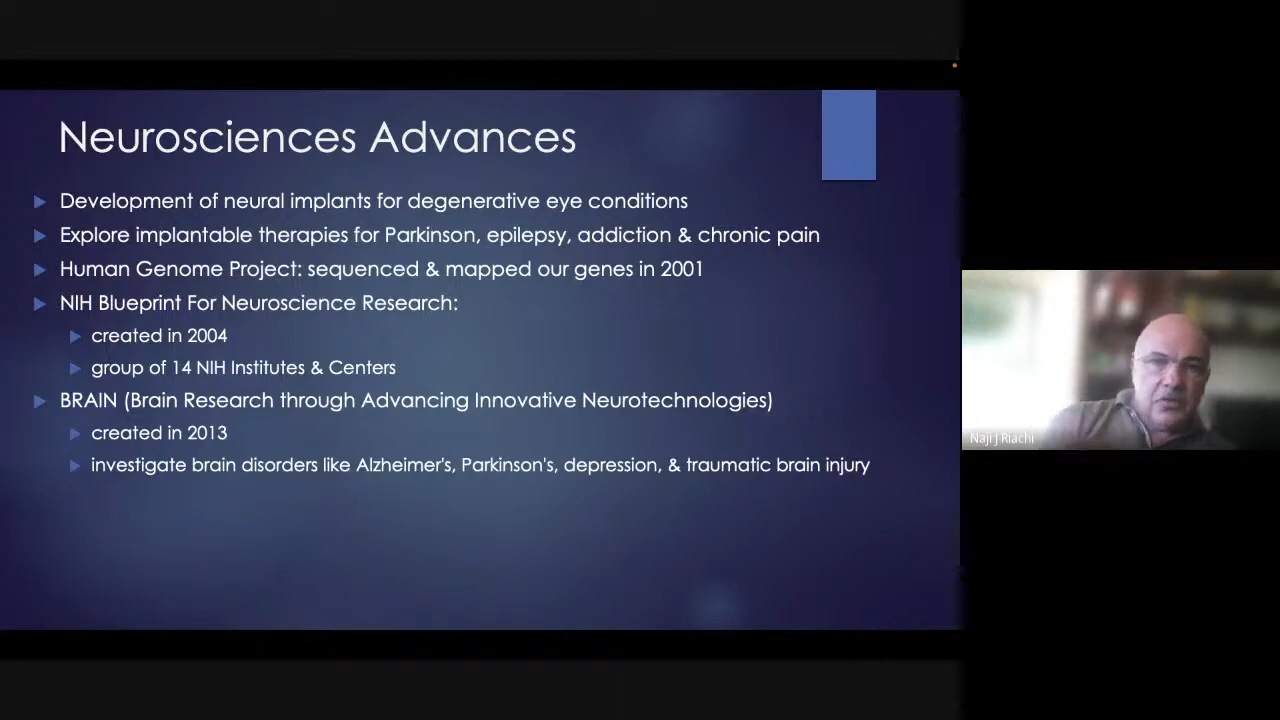 Neurosciences Advances
Development of neural implants for degenerative eye conditions
Explore implantable therapies for Parkinson, epilepsy, addiction & chronic pain
Human Genome Project: sequenced & mapped our genes in 2001
NIH Blueprint For Neuroscience Research:
created in 2004
group of 14 NIH Institutes & Centers
BRAIN (Brain Research through Advancing Innovative Neurotechnologies)
created in 2013
investigate brain disorders like Alzheimer's, Parkinson's, depression, & traumatic brain injury
Naji J Riachi